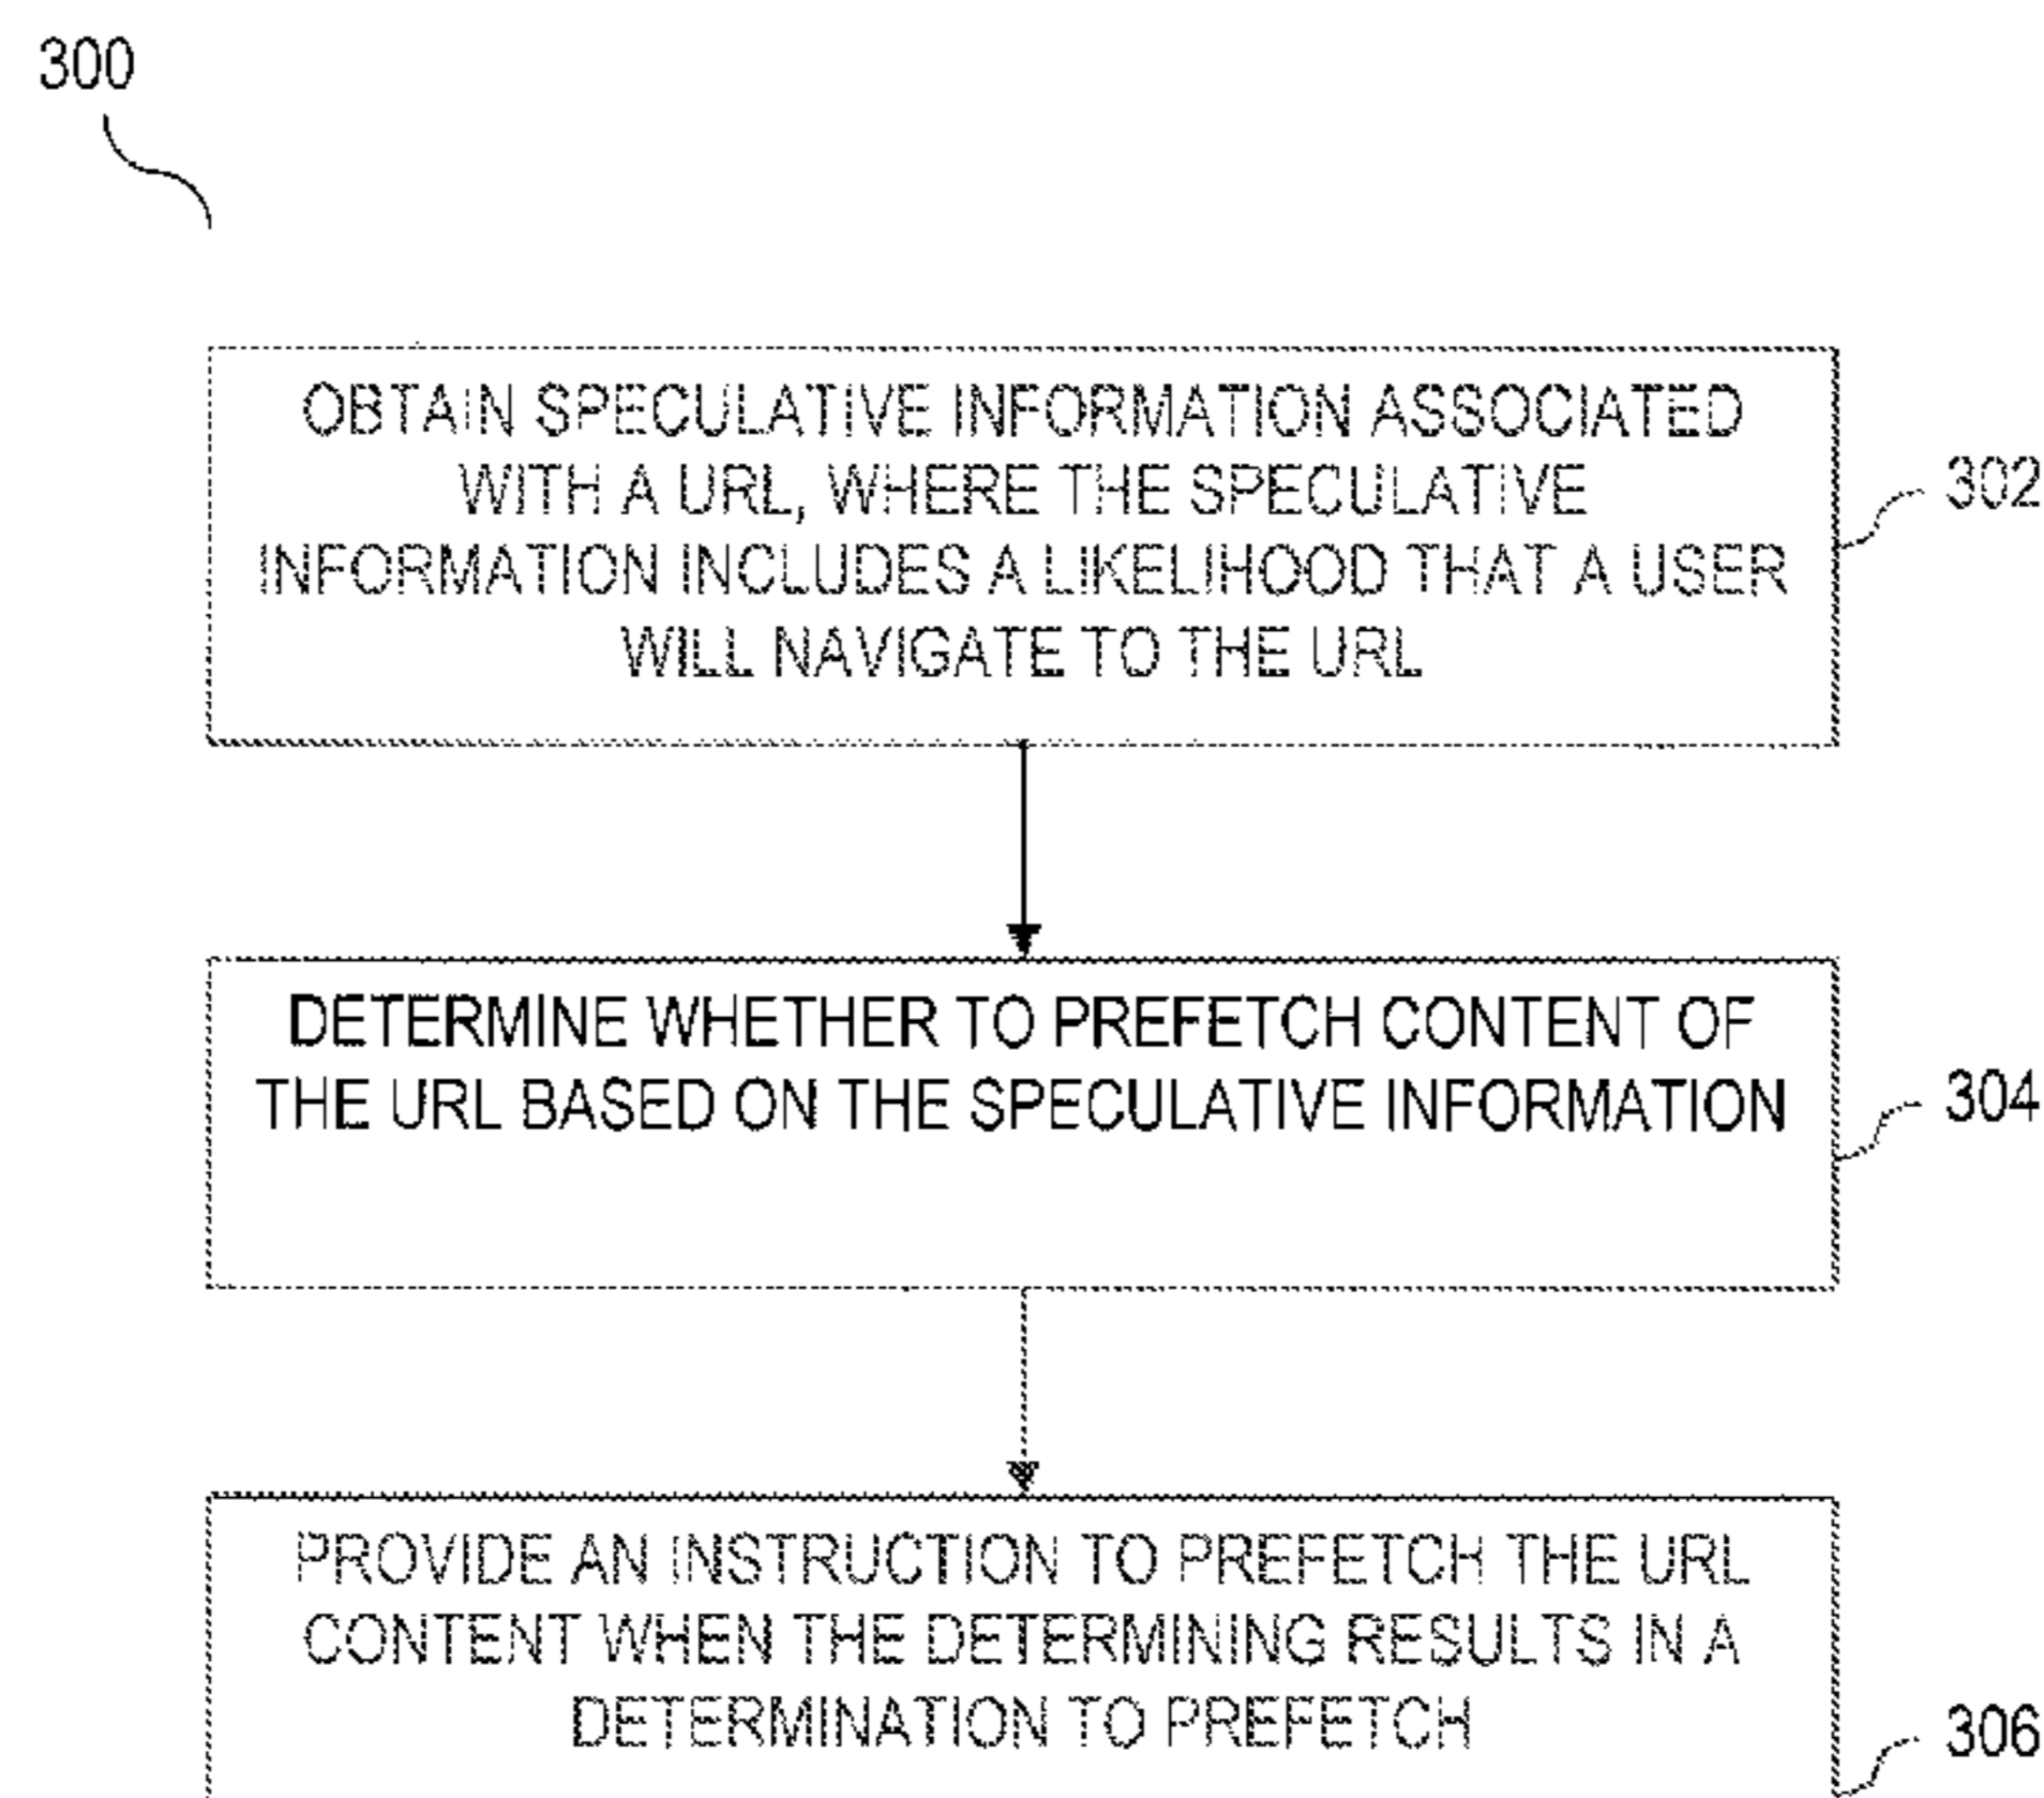 300
OBTAIN SPECULATIVE INFORMATION ASSOCIATED
WITH A URL, WHERE THE SPECULATIVE
INFORMATION INCLUDES A LIKELIHOOD THAT A USER
WILL NAVIGATE TO THE URL
302
DETERMINE WHETHER TO PREFETCH CONTENT OF
THE URL BASED ON THE SPECULATIVE INFORMATION
304
PROVIDE AN INSTRUCTION TO PREFETCH THE URL
CONTENT WHEN THE DETERMINING RESULTS IN A
DETERMINATION TO PREFETCH
306